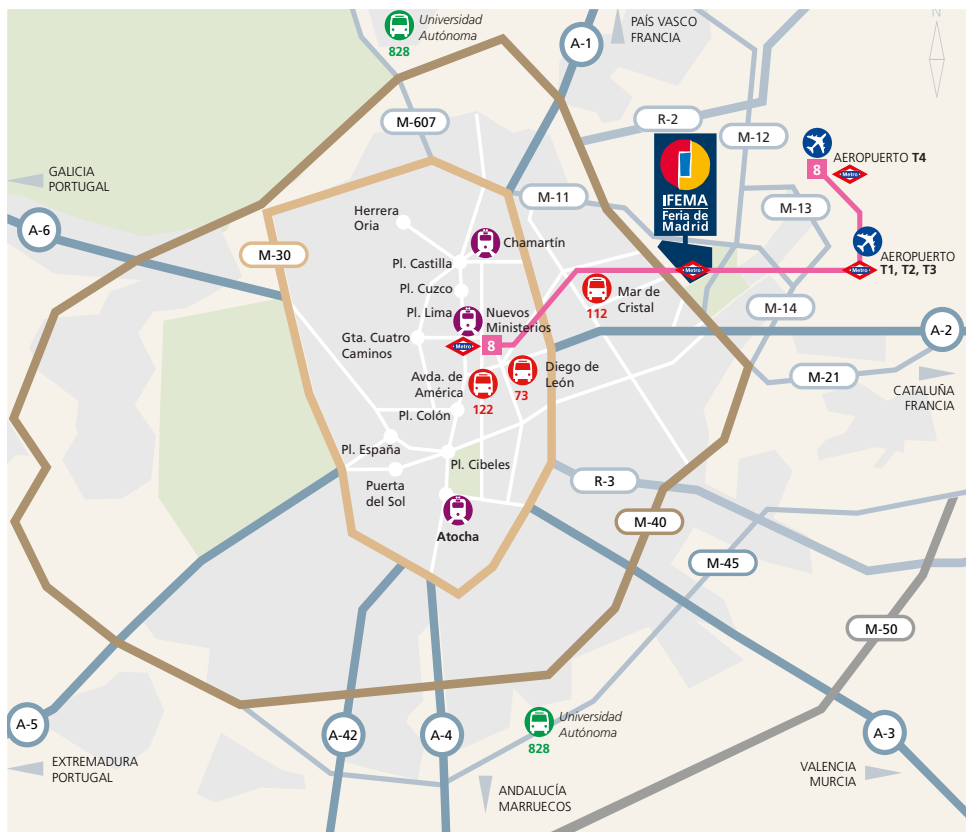 Universidad
Autónoma
828
PAÍS VASCO
FRANCIA
N
A-1
M-607
R-2
M-12
AEROPUERTO T4
8
Metro
GALICIA
PORTUGAL
IFEMA
Feria de
Madrid
M-11
M-13
Herrera
Oria
A-6
Chamartín
M-30
AEROPUERTO
T1, T2, T3
Metro
Metro
Pl. Castilla
Pl. Cuzco
Mar de
Cristal
112
M-14
Pl. Lima
Nuevos
Ministerios
A-2
Gta. Cuatro
Caminos
Metro
8
Diego de
León
73
M-21
Avda. de
América
122
CATALUÑA
FRANCIA
Pl. Colón
Pl. España
Pl. Cibeles
R-3
Puerta
del Sol
M-40
Atocha
M-45
M-50
A-5
A-42
A-4
Universidad
Autónoma
828
A-3
EXTREMADURA
PORTUGAL
VALENCIA
MURCIA
ANDALUCÍA
MARRUECOS